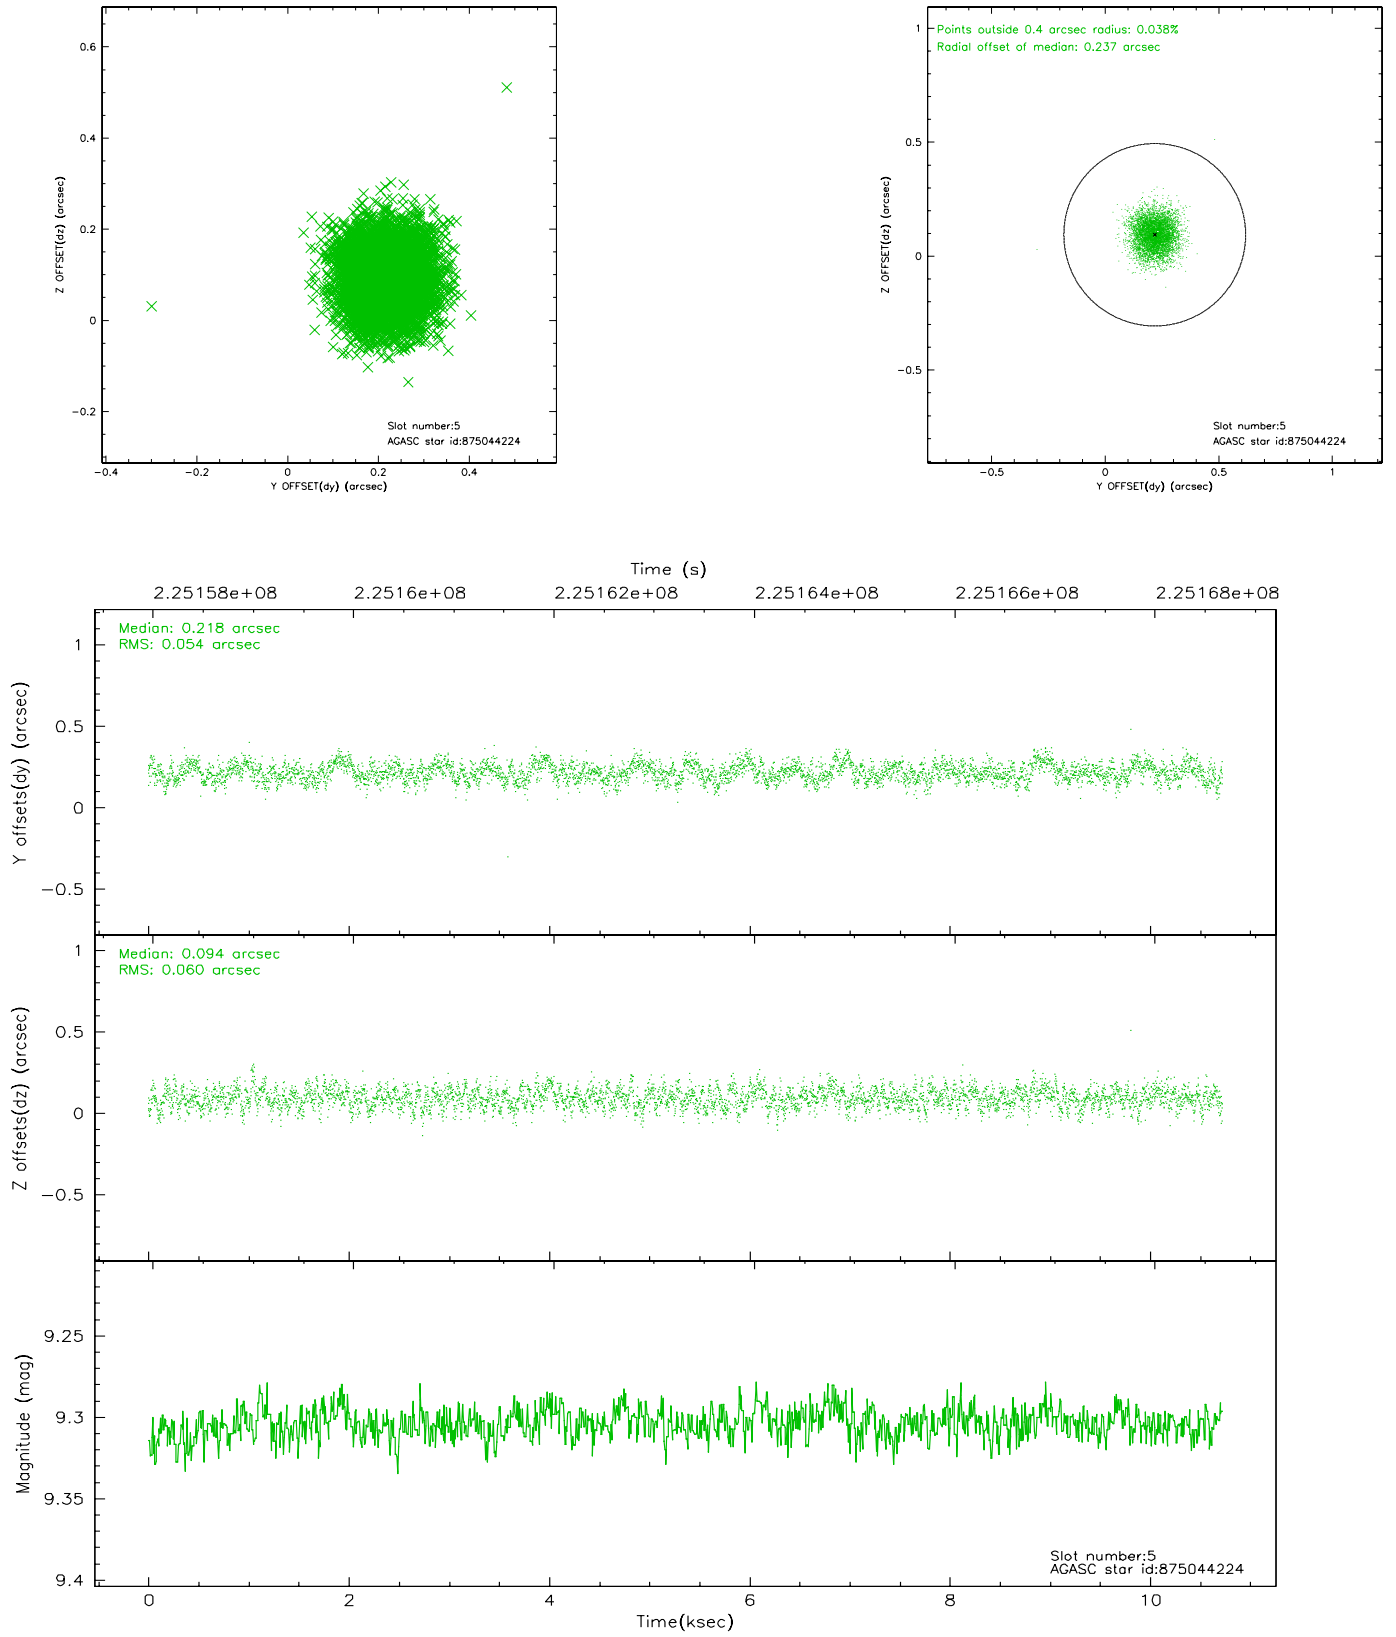 0.6
0.4
0.2
0
−0.2
Z OFFSET(dz) (arcsec)
Slot number:5
AGASC star id:875044224
−0.4 −0.2 0 0.2 0.4
Y OFFSET(dy) (arcsec)
Points outside 0.4 arcsec radius: 0.038%
Radial offset of median: 0.237 arcsec
1
0.5
0
−0.5
Z OFFSET(dz) (arcsec)
Slot number:5
AGASC star id:875044224
−0.5 0 0.5 1
Y OFFSET(dy) (arcsec)
Time (s)
2.25158e+08 2.2516e+08 2.25162e+08 2.25164e+08 2.25166e+08 2.25168e+08
Median: 0.218 arcsec
RMS: 0.054 arcsec
1
0.5
0
−0.5
Y offsets(dy) (arcsec)
Median: 0.094 arcsec
RMS: 0.060 arcsec
1
0.5
0
−0.5
Z offsets(dz) (arcsec)
9.25
9.3
9.35
9.4
Magnitude (mag)
Slot number:5
AGASC star id:875044224
0 2 4 6 8 10
Time(ksec)